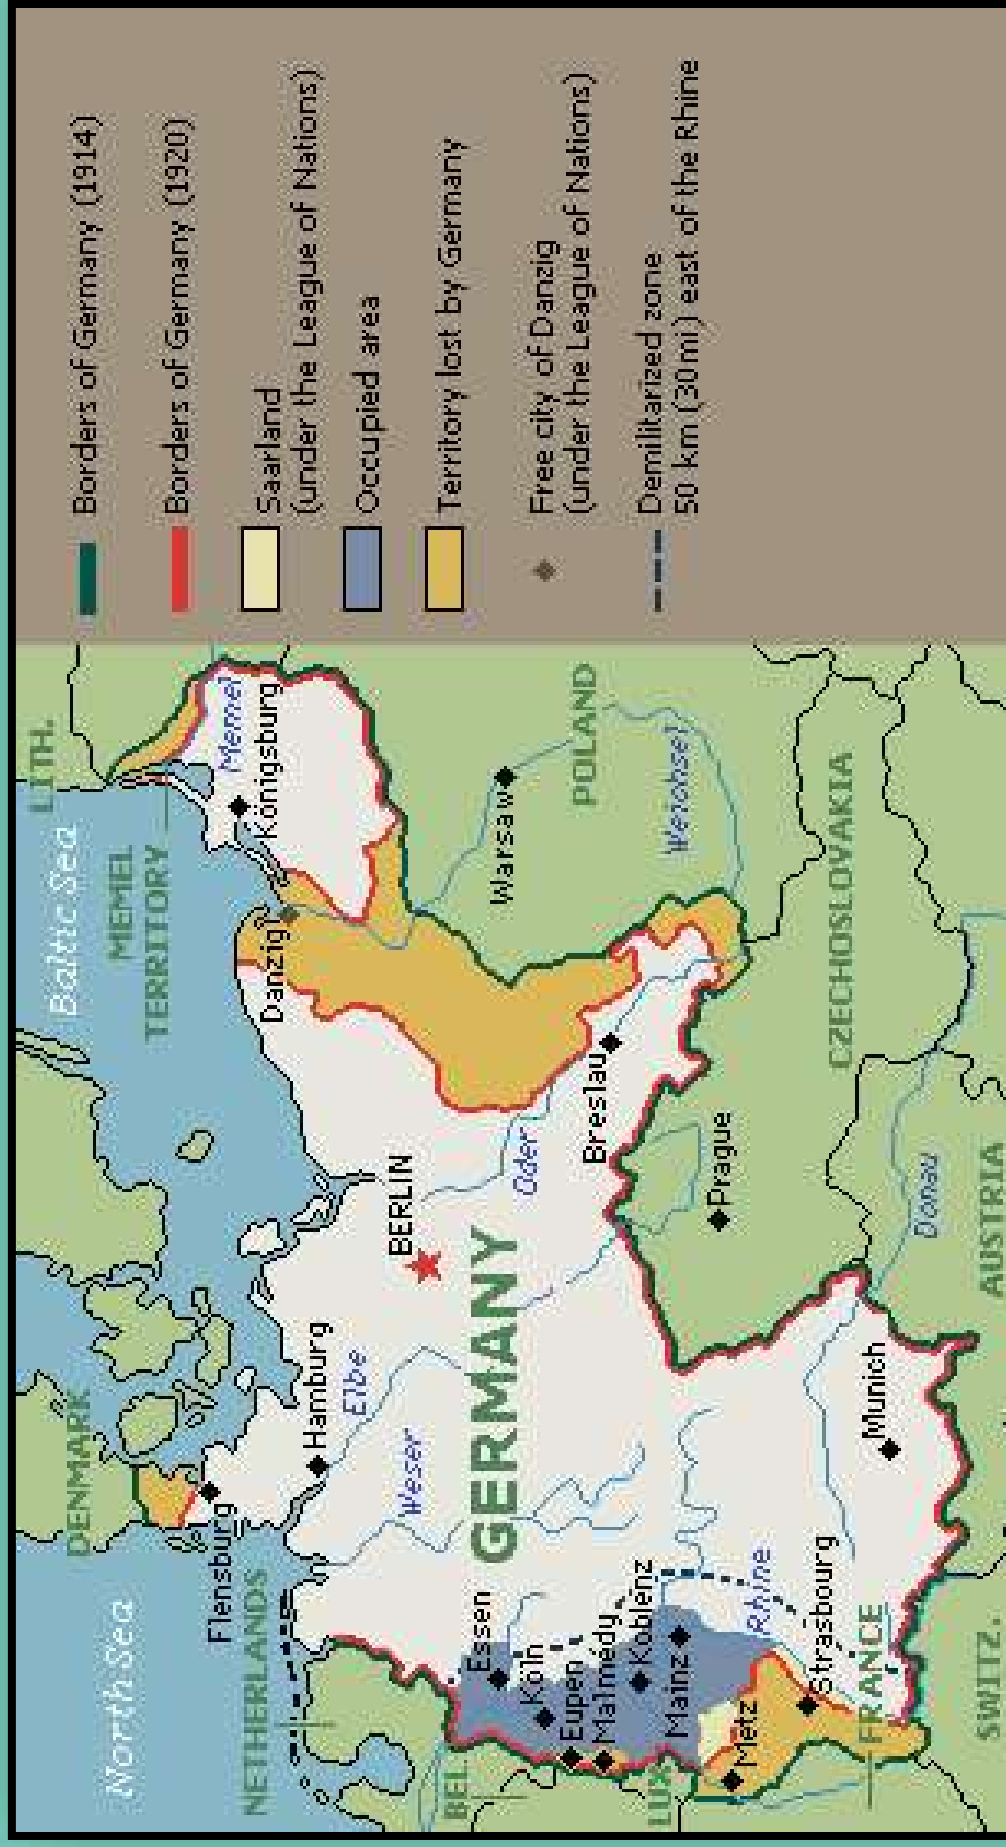 North Sea
Baltic Sea
DENMARK
LITH.
MEMEL
TERRITORY
Flensburg
Memel
Königsburg
NETHERLANDS
Hamburg
Danzig
Elbe
BERLIN
Weser
GERMANY
Oder
Warsaw
POLAND
BEL.
Essen
Köln
Eupen
Malmédy
Koblenz
Breslau
Weichsel
LUX.
Mainz
Prague
Metz
Rhine
Strasbourg
CZECHOSLOVAKIA
FRANCE
Munich
Donau
SWITZ.
AUSTRIA
Borders of Germany (1914)
Borders of Germany (1920)
Saarland
(under the League of Nations)
Occupied area
Territory lost by Germany
Free city of Danzig
(under the League of Nations)
Demilitarized zone
50 km (30mi) east of the Rhine